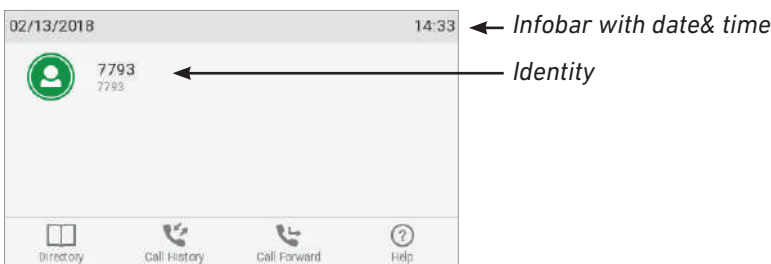 02/13/2018 14:33 Infobar with date& time
7793 Identity
7793
Directory Call History Call Forward Help